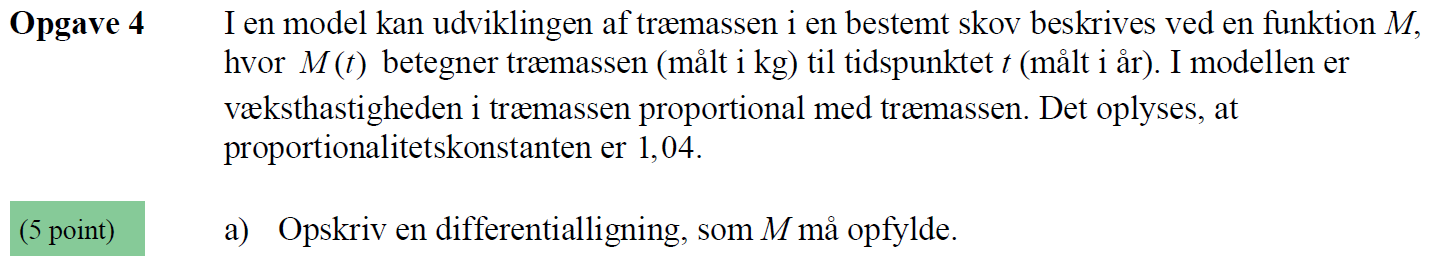 Opgave 4 I en model kan udviklingen af træmassen i en bestemt skov beskrives ved en funktion M,
hvor M(t) betegner træmassen (målt i kg) til tidspunktet t (målt i år). I modellen er
væksthastigheden i træmassen proportional med træmassen. Det oplyses, at
proportionalitetskonstanten er 1,04.
(5 point) a) Opskriv en differentialligning, som M må opfylde.